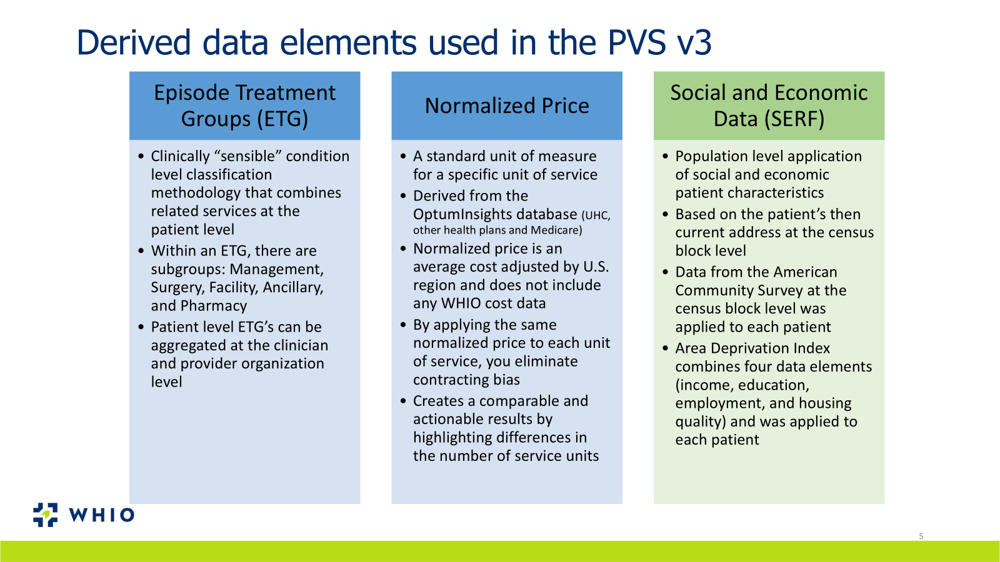 Derived data elements used in the PVS v3
Episode Treatment
Groups (ETG)
• Clinically “sensible” condition
level classification
methodology that combines
related services at the
patient level
• Within an ETG, there are
subgroups: Management,
Surgery, Facility, Ancillary,
and Pharmacy
• Patient level ETG’s can be
aggregated at the clinician
and provider organization
level
Normalized Price
• A standard unit of measure
for a specific unit of service
• Derived from the
OptumInsights database (UHC,
other health plans and Medicare)
• Normalized price is an
average cost adjusted by U.S.
region and does not include
any WHIO cost data
• By applying the same
normalized price to each unit
of service, you eliminate
contracting bias
• Creates a comparable and
actionable results by
highlighting differences in
the number of service units
Social and Economic
Data (SERF)
• Population level application
of social and economic
patient characteristics
• Based on the patient’s then
current address at the census
block level
• Data from the American
Community Survey at the
census block level was
applied to each patient
• Area Deprivation Index
combines four data elements
(income, education,
employment, and housing
quality) and was applied to
each patient
WHIO
5